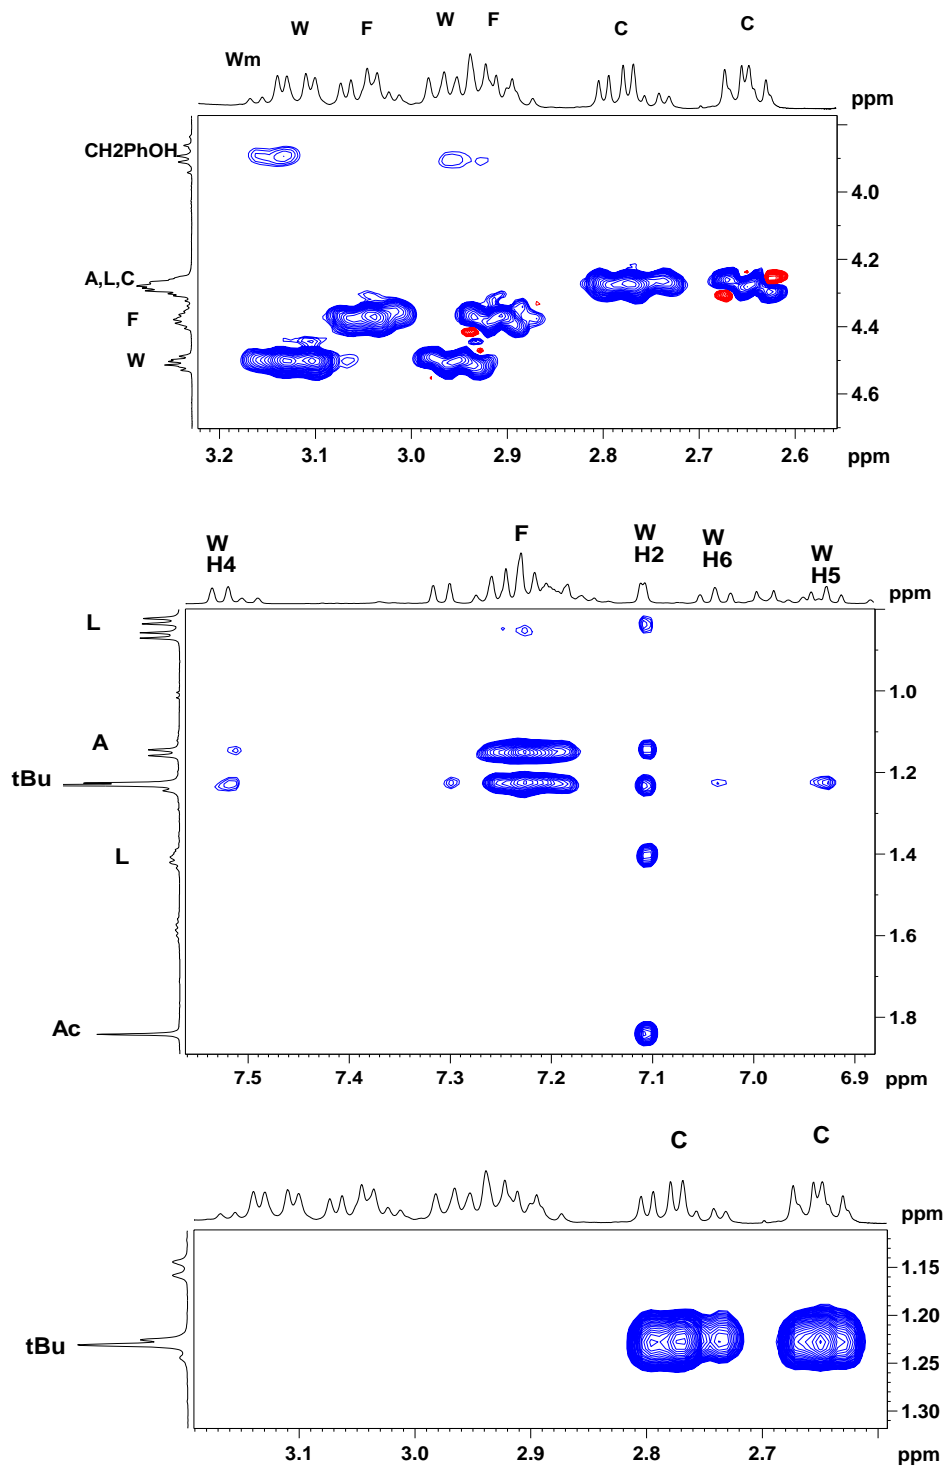 W F W F C C
Wm
ppm
CH2PhOH
4.0
A,L,C
4.2
F
4.4
W
4.6
3.2 3.1 3.0 2.9 2.8 2.7 2.6 ppm
W F W W W
H4 H2 H6 H5
ppm
L
1.0
A
tBu
1.2
L
1.4
1.6
Ac
1.8
7.5 7.4 7.3 7.2 7.1 7.0 6.9
ppm
C C
ppm
1.15
1.20
tBu
1.25
1.30
3.1 3.0 2.9 2.8 2.7 ppm